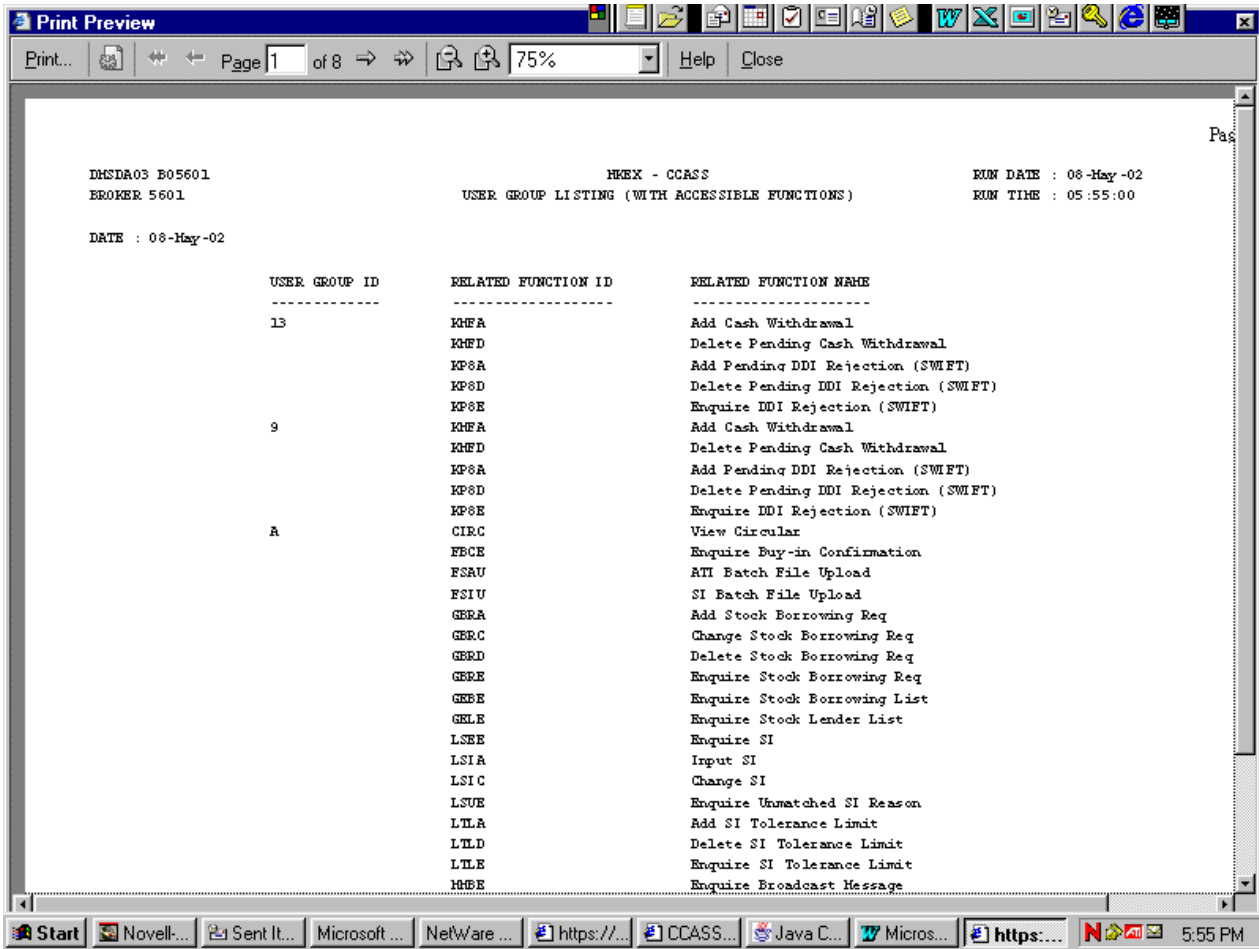 Print Preview
Print... Page 1 of 8 75% Help Close
Pag
DHSDA03 B05601 HKEX - CCASS RUN DATE : 08-May-02
BROKER 5601 USER GROUP LISTING (WITH ACCESSIBLE FUNCTIONS) RUN TIME : 05:55:00
DATE : 08-May-02
USER GROUP ID RELATED FUNCTION ID RELATED FUNCTION NAME
------------- ------------------- ---------------------
13 KHFA Add Cash Withdrawal
KHFD Delete Pending Cash Withdrawal
KP8A Add Pending DDI Rejection (SWIFT)
KP8D Delete Pending DDI Rejection (SWIFT)
KP8E Enquire DDI Rejection (SWIFT)
9 KHFA Add Cash Withdrawal
KHFD Delete Pending Cash Withdrawal
KP8A Add Pending DDI Rejection (SWIFT)
KP8D Delete Pending DDI Rejection (SWIFT)
KP8E Enquire DDI Rejection (SWIFT)
A CIRC View Circular
FBCE Enquire Buy-in Confirmation
FSAU ATI Batch File Upload
FSIU SI Batch File Upload
GBRA Add Stock Borrowing Req
GBRC Change Stock Borrowing Req
GBRD Delete Stock Borrowing Req
GBRE Enquire Stock Borrowing Req
GEBE Enquire Stock Borrowing List
GELE Enquire Stock Lender List
LSEE Enquire SI
LSIA Input SI
LSIC Change SI
LSUE Enquire Unmatched SI Reason
LTLA Add SI Tolerance Limit
LTLD Delete SI Tolerance Limit
LTLE Enquire SI Tolerance Limit
MMBE Enquire Broadcast Message
Start Novell-... Sent It... Microsoft ... NetWare ... https://... CCASS... Java C... Micros... https:... 5:55 PM